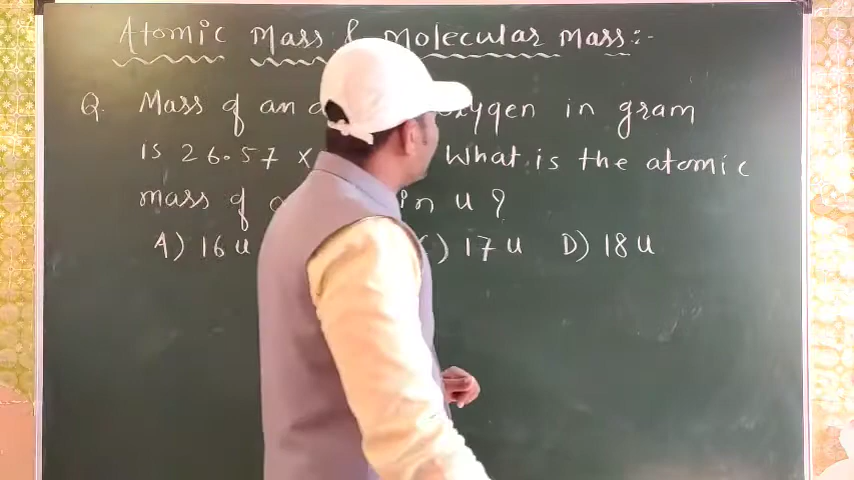 Atomic Mass & Molecular Mass:-
Q. Mass of an oxygen in gram
is 26.57 × What is the atomic
mass of in u ?
A) 16 u C) 17 u D) 18 u